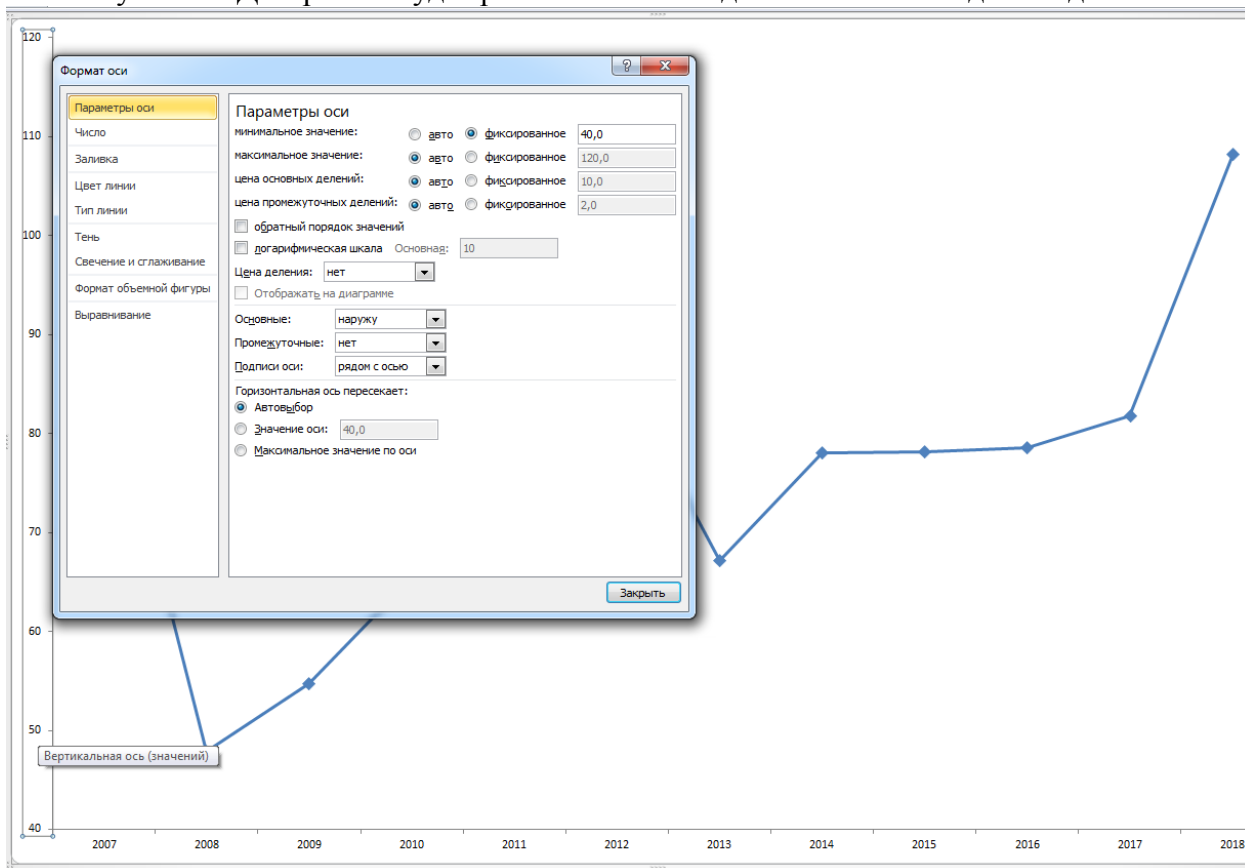 120
Формат оси
Параметры оси
Число
Заливка
Цвет линии
Тип линии
Тень
Свечение и сглаживание
Формат объемной фигуры
Выравнивание
Параметры оси
минимальное значение: авто фиксированное 40,0
максимальное значение: авто фиксированное 120,0
цена основных делений: авто фиксированное 10,0
цена промежуточных делений: авто фиксированное 2,0
обратный порядок значений
логарифмическая шкала Основная: 10
Цена деления: нет
Отображать на диаграмме
Основные: наружу
Промежуточные: нет
Подписи оси: рядом с осью
Горизонтальная ось пересекает:
Автовыбор
Значение оси: 40,0
Максимальное значение по оси
Закрыть
110
100
90
80
70
60
50
Вертикальная ось (значений)
40
2007 2008 2009 2010 2011 2012 2013 2014 2015 2016 2017 2018